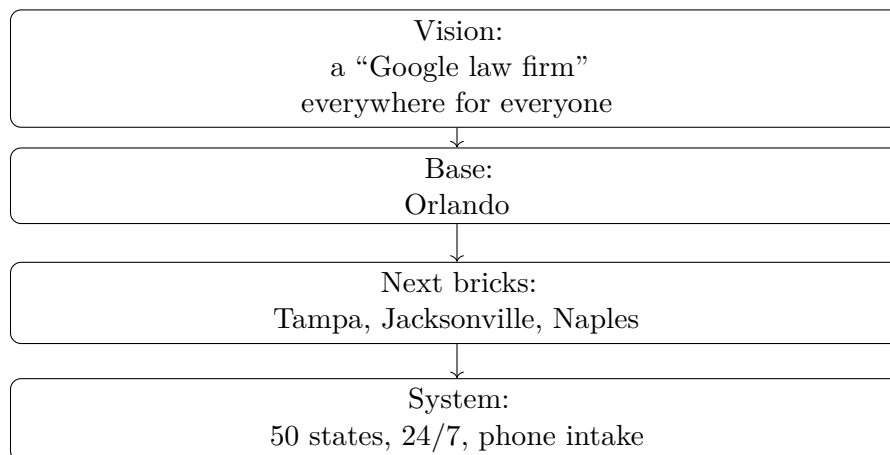 Vision:
a “Google law firm”
everywhere for everyone
Base:
Orlando
Next bricks:
Tampa, Jacksonville, Naples
System:
50 states, 24/7, phone intake